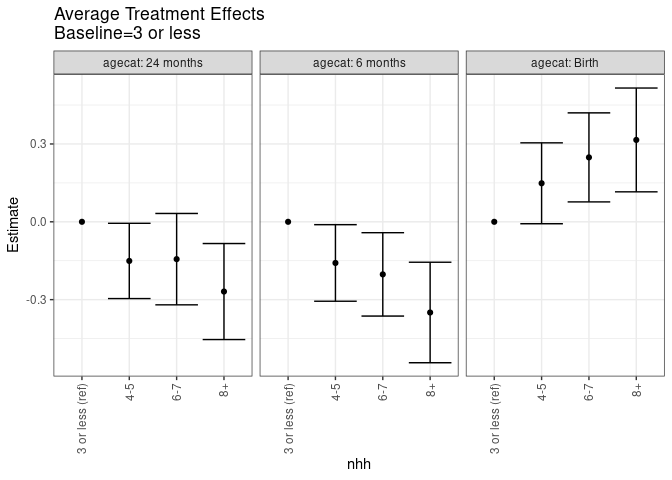 Average Treatment Effects
Baseline=3 or less
agecat: 24 months
agecat: 6 months
agecat: Birth
Estimate
0.3
0.0
-0.3
3 or less (ref)
4-5
6-7
8+
3 or less (ref)
4-5
6-7
8+
3 or less (ref)
4-5
6-7
8+
nhh